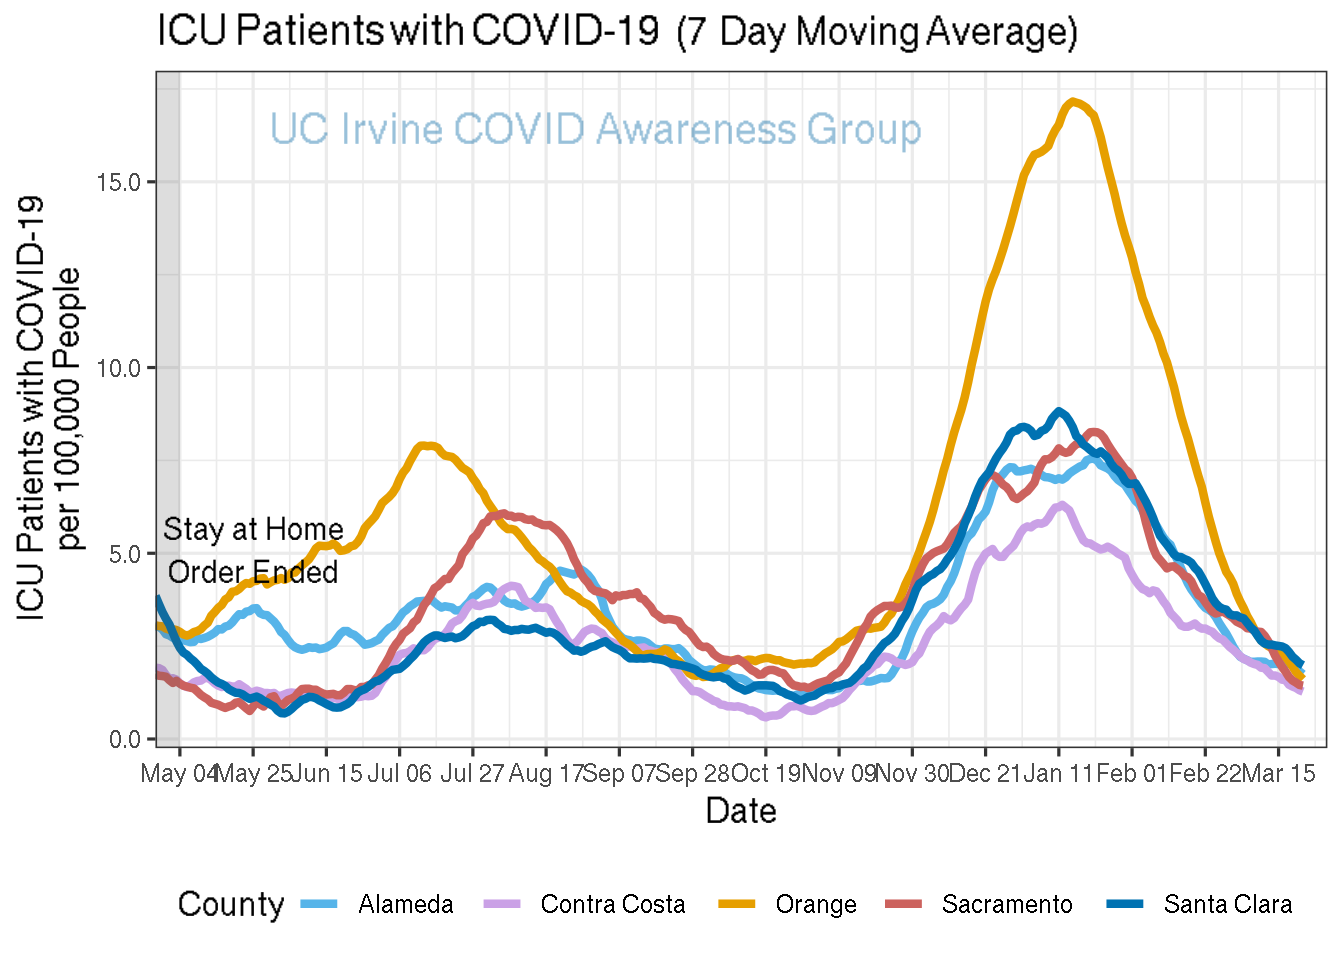 ICU Patients with COVID-19 (7 Day Moving Average)
UC Irvine COVID Awareness Group
ICU Patients with COVID-19
per 100,000 People
15.0
10.0
5.0
0.0
Stay at Home
Order Ended
May 04 May 25 Jun 15 Jul 06 Jul 27 Aug 17 Sep 07 Sep 28 Oct 19 Nov 09 Nov 30 Dec 21 Jan 11 Feb 01 Feb 22 Mar 15
Date
County Alameda Contra Costa Orange Sacramento Santa Clara